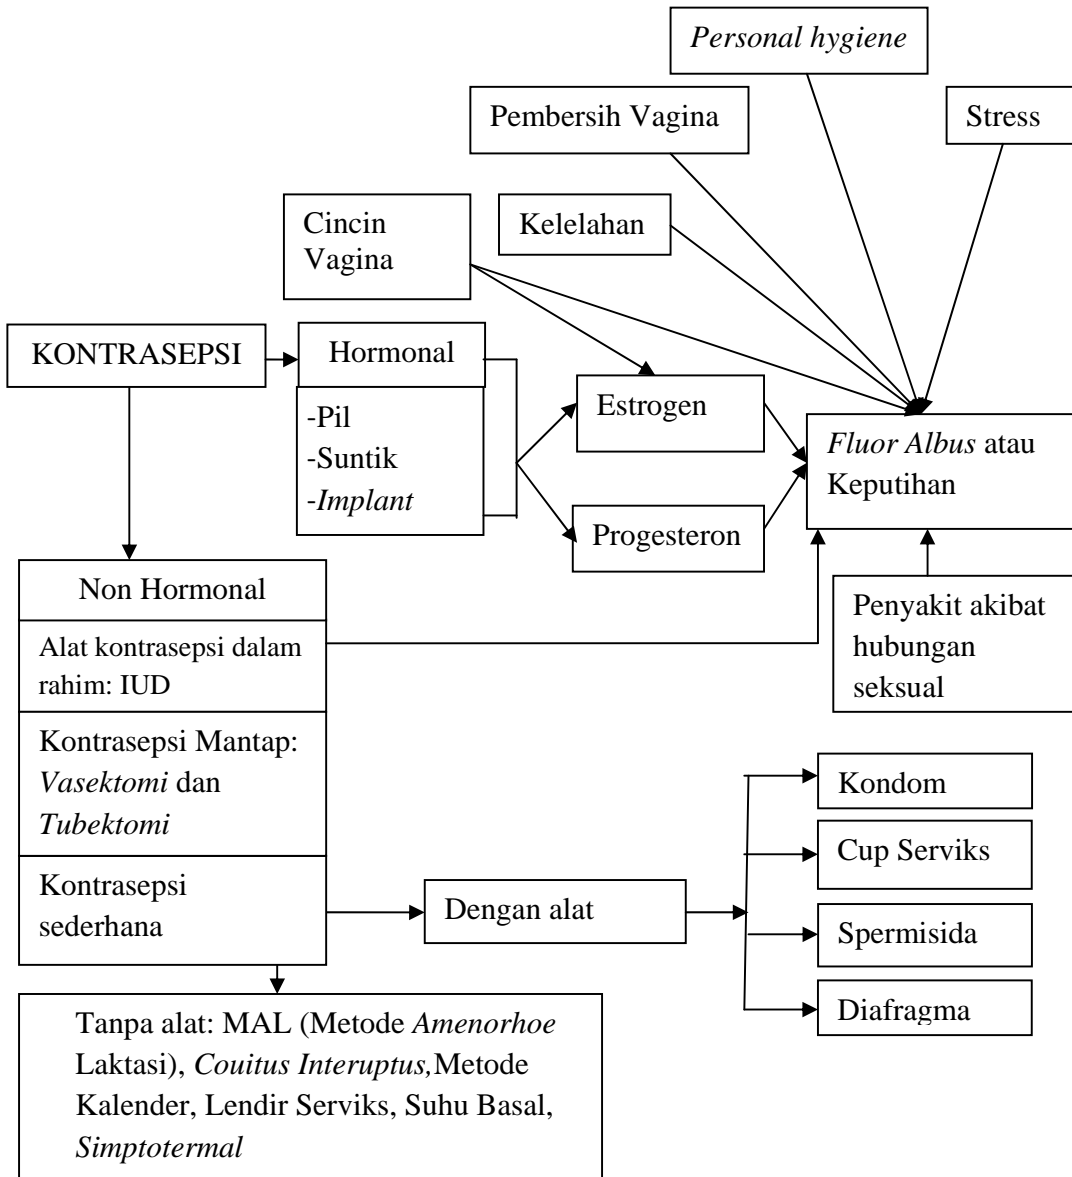 Personal hygiene
Pembersih Vagina
Stress
Cincin
Vagina
Kelelahan
KONTRASEPSI
Hormonal
-Pil
-Suntik
-Implant
Estrogen
Progesteron
Fluor Albus atau
Keputihan
Non Hormonal
Alat kontrasepsi dalam
rahim: IUD
Kontrasepsi Mantap:
Vasektomi dan
Tubektomi
Kontrasepsi
sederhana
Penyakit akibat
hubungan
seksual
Dengan alat
Kondom
Cup Serviks
Spermisida
Diafragma
Tanpa alat: MAL (Metode Amenorhoe
Laktasi), Couitus Interuptus,Metode
Kalender, Lendir Serviks, Suhu Basal,
Simptotermal